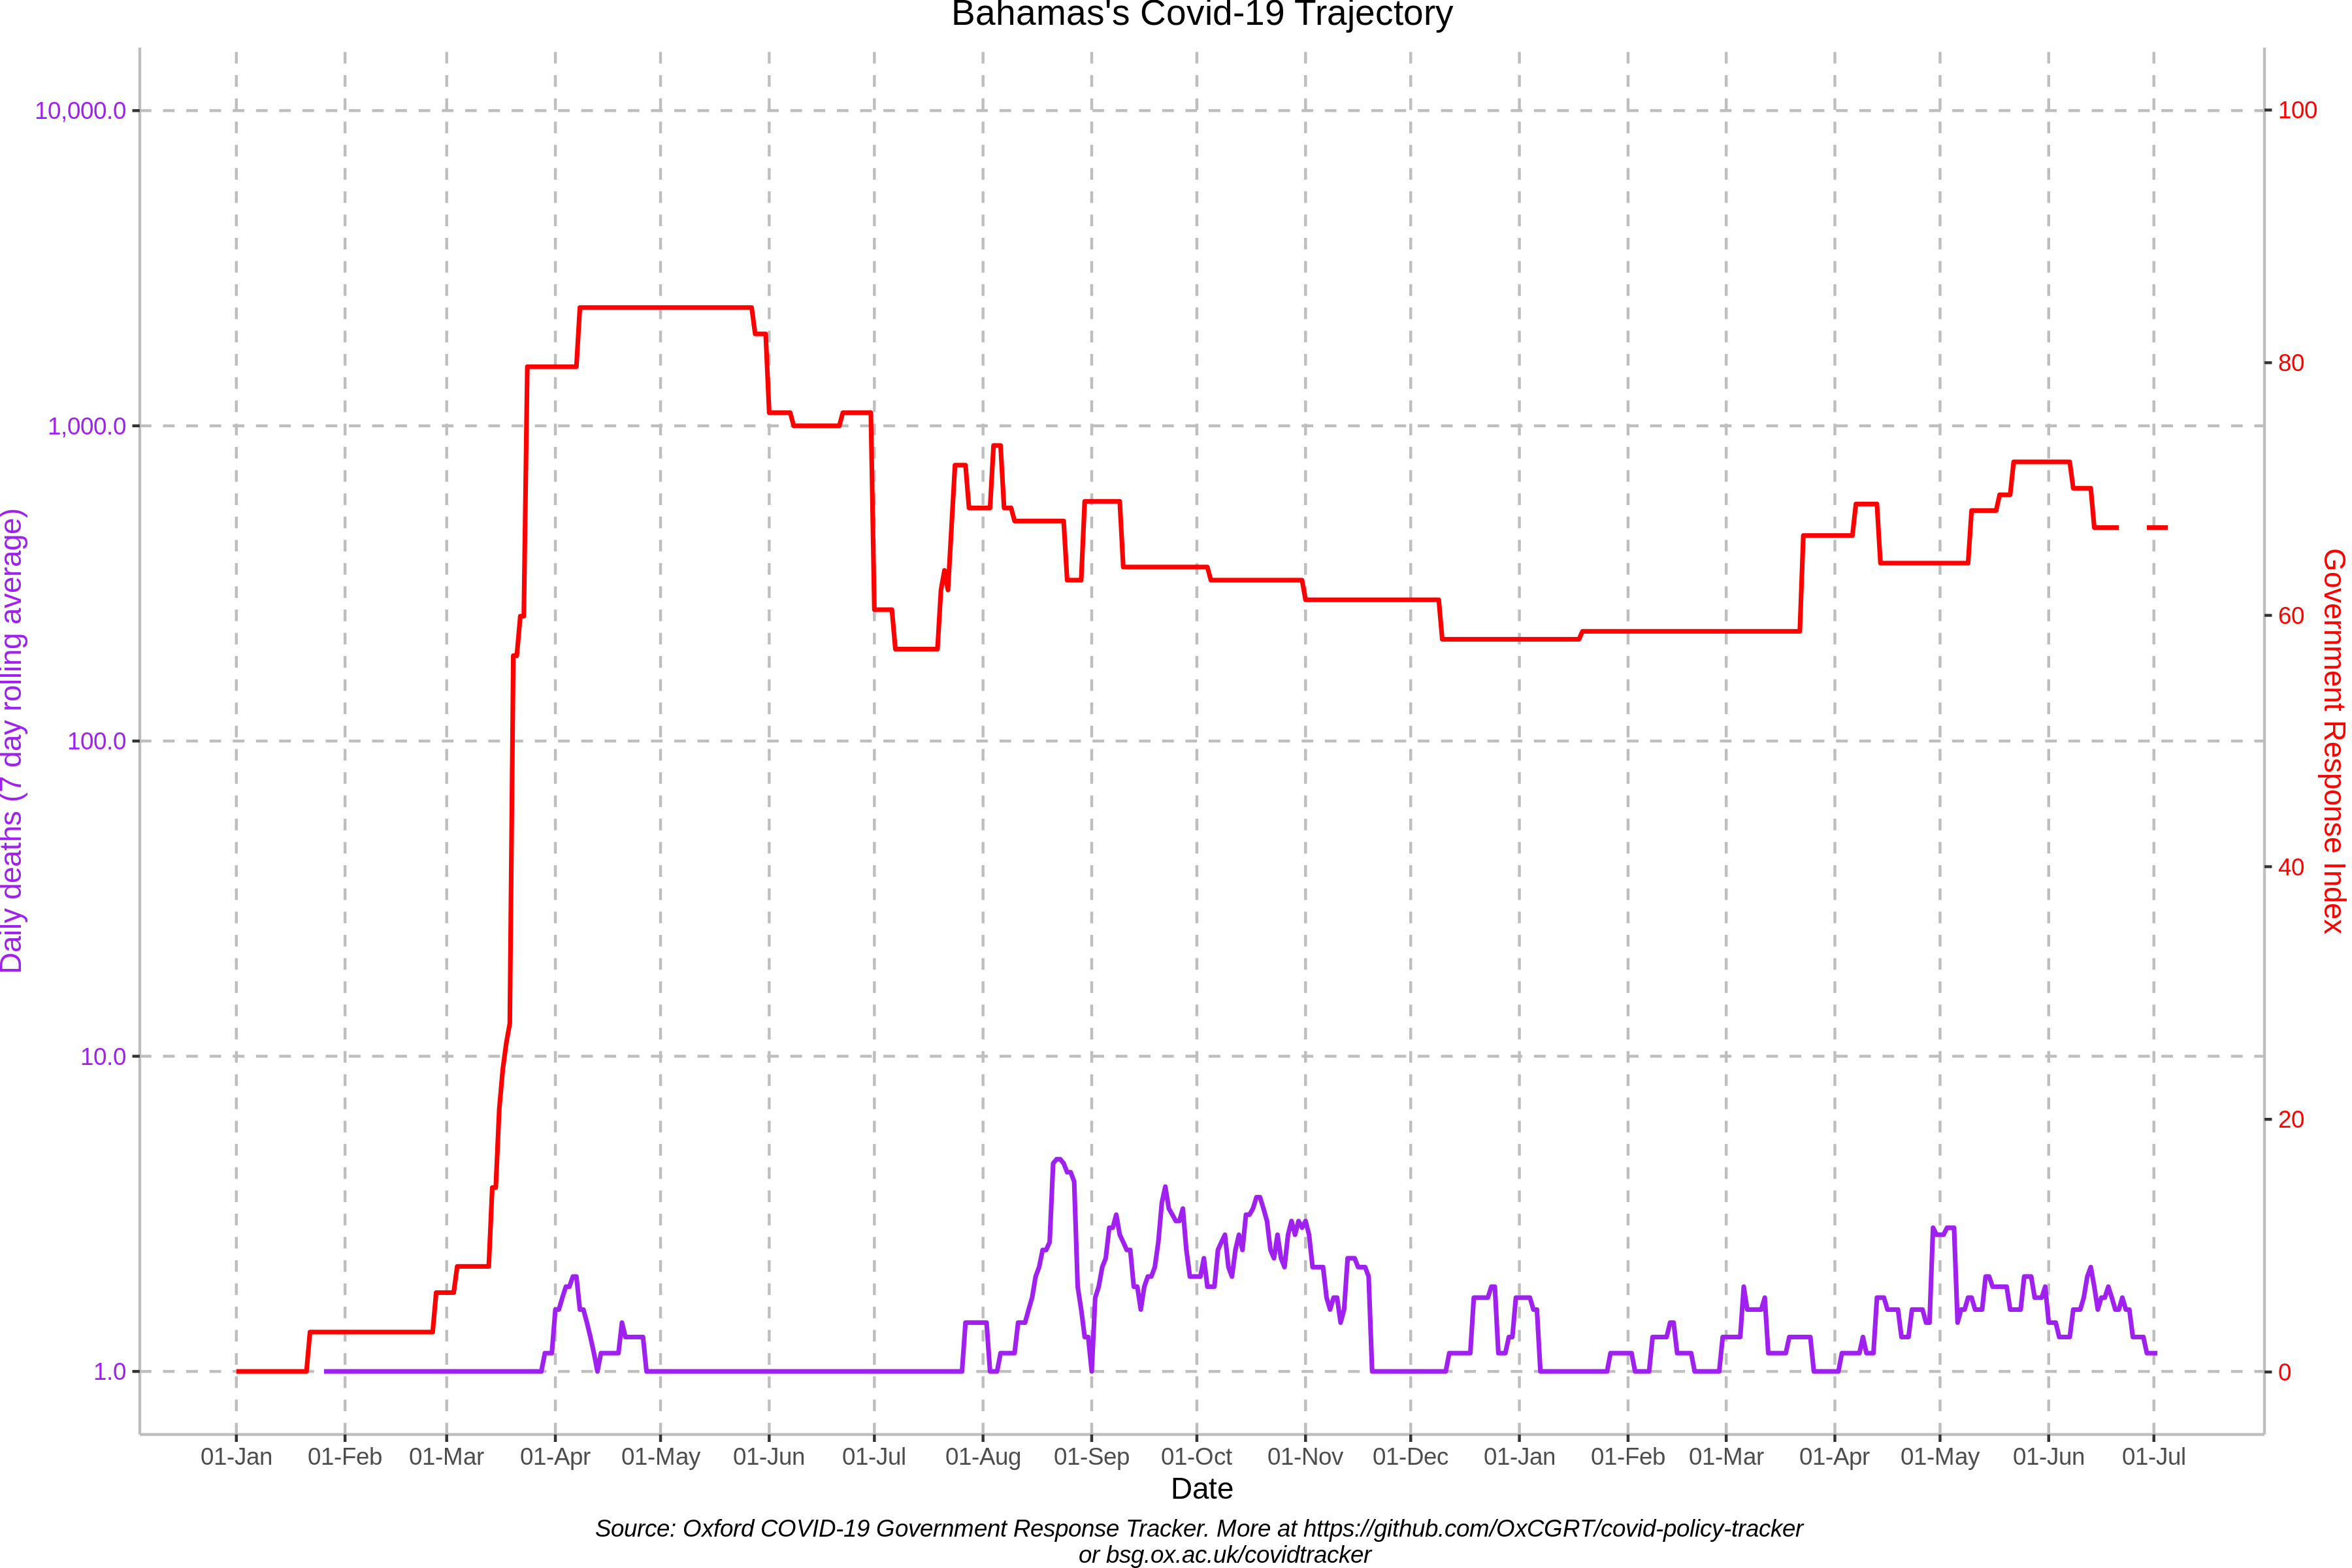 Bahamas's Covid-19 Trajectory
10,000.0
1,000.0
100.0
10.0
1.0
Daily deaths (7 day rolling average)
100
80
60
40
20
0
Government Response Index
01-Jan 01-Feb 01-Mar 01-Apr 01-May 01-Jun 01-Jul 01-Aug 01-Sep 01-Oct 01-Nov 01-Dec 01-Jan 01-Feb 01-Mar 01-Apr 01-May 01-Jun 01-Jul
Date
Source: Oxford COVID-19 Government Response Tracker. More at https://github.com/OxCGRT/covid-policy-tracker
or bsg.ox.ac.uk/covidtracker